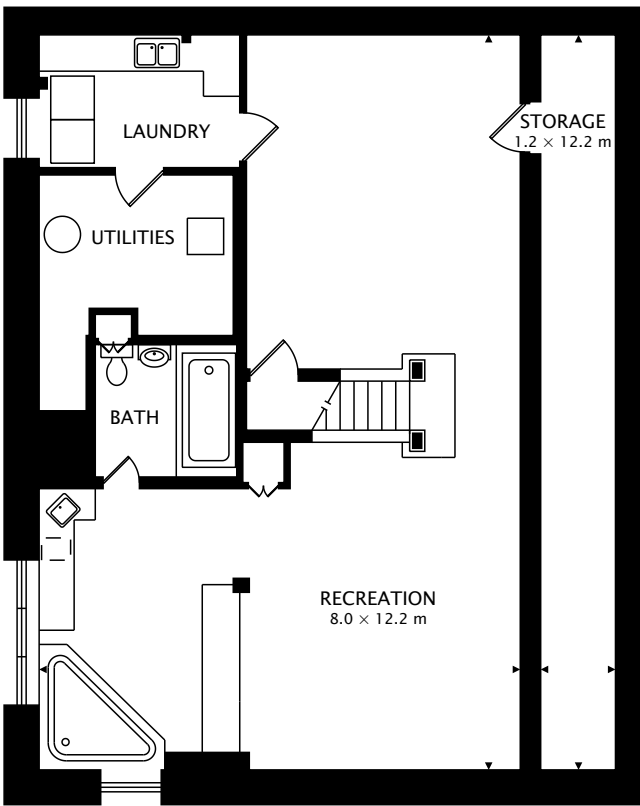 LAUNDRY
STORAGE
1.2 × 12.2 m
UTILITIES
BATH
RECREATION
8.0 × 12.2 m